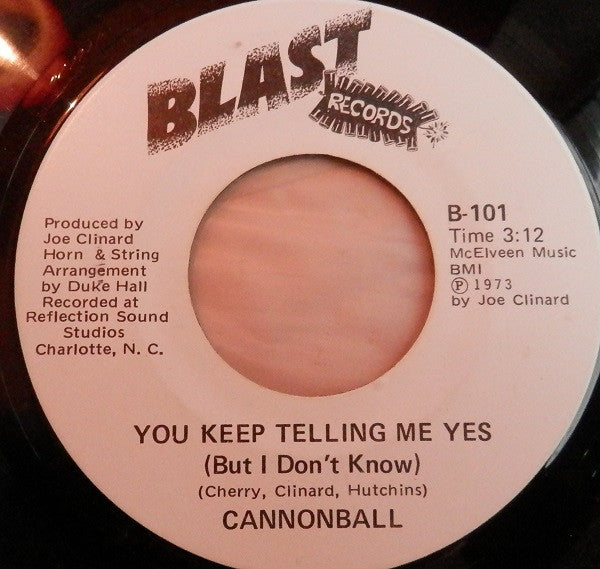 BLAST
RECORDS
Produced by
Joe Clinard
Horn & String
Arrangement
by Duke Hall
Recorded at
Reflection Sound
Studios
Charlotte, N. C.
B-101
Time 3:12
McElveen Music
BMI
℗ 1973
by Joe Clinard
YOU KEEP TELLING ME YES
(But I Don't Know)
(Cherry, Clinard, Hutchins)
CANNONBALL